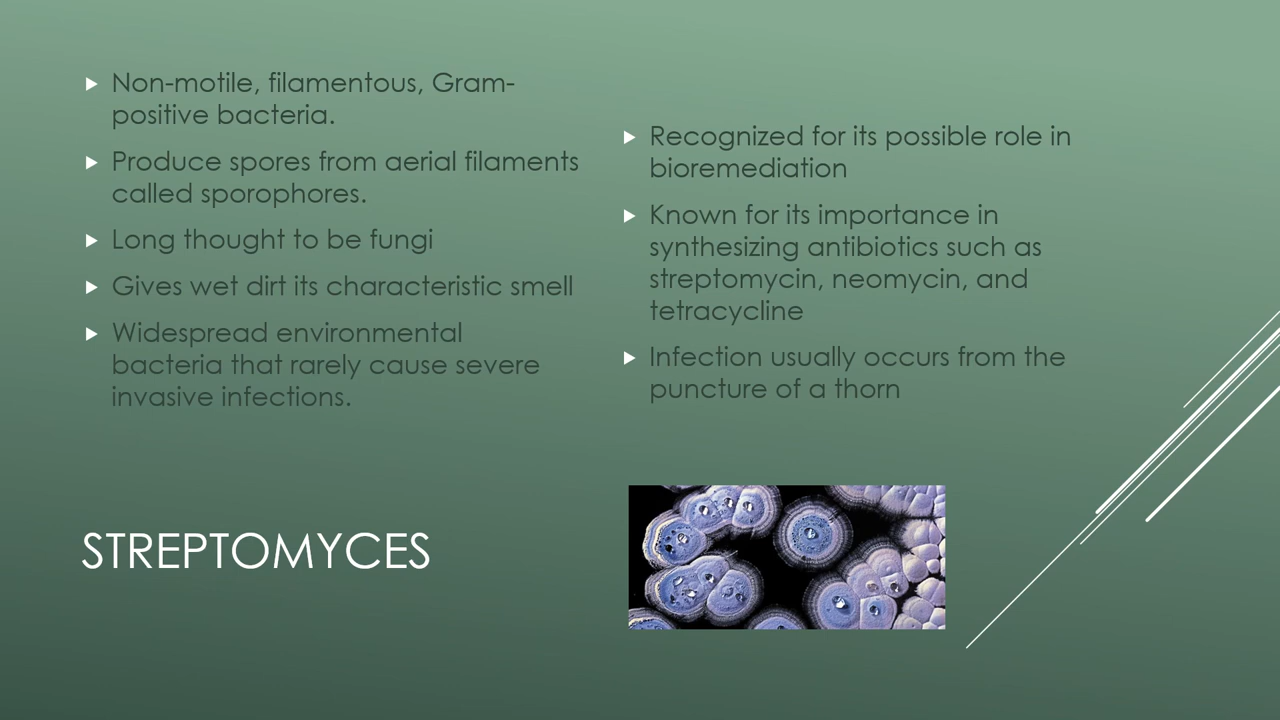 Non-motile, filamentous, Gram-
positive bacteria.
Produce spores from aerial filaments
called sporophores.
Long thought to be fungi
Gives wet dirt its characteristic smell
Widespread environmental
bacteria that rarely cause severe
invasive infections.
Recognized for its possible role in
bioremediation
Known for its importance in
synthesizing antibiotics such as
streptomycin, neomycin, and
tetracycline
Infection usually occurs from the
puncture of a thorn
STREPTOMYCES